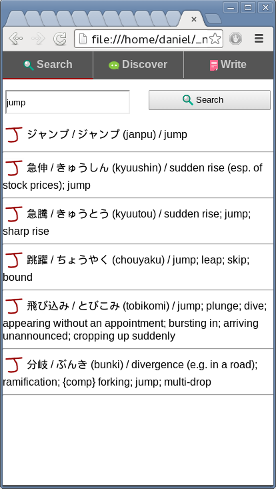 file:///home/daniel/_n
Search Discover Write
jump Search
ジャンプ / ジャンプ (janpu) / jump
急伸 / きゅうしん (kyuushin) / sudden rise (esp. of
stock prices); jump
急騰 / きゅうとう (kyuutou) / sudden rise; jump;
sharp rise
跳躍 / ちょうやく (chouyaku) / jump; leap; skip;
bound
飛び込み / とびこみ (tobikomi) / jump; plunge; dive;
appearing without an appointment; bursting in; arriving
unannounced; cropping up suddenly
分岐 / ぶんき (bunki) / divergence (e.g. in a road);
ramification; {comp} forking; jump; multi-drop